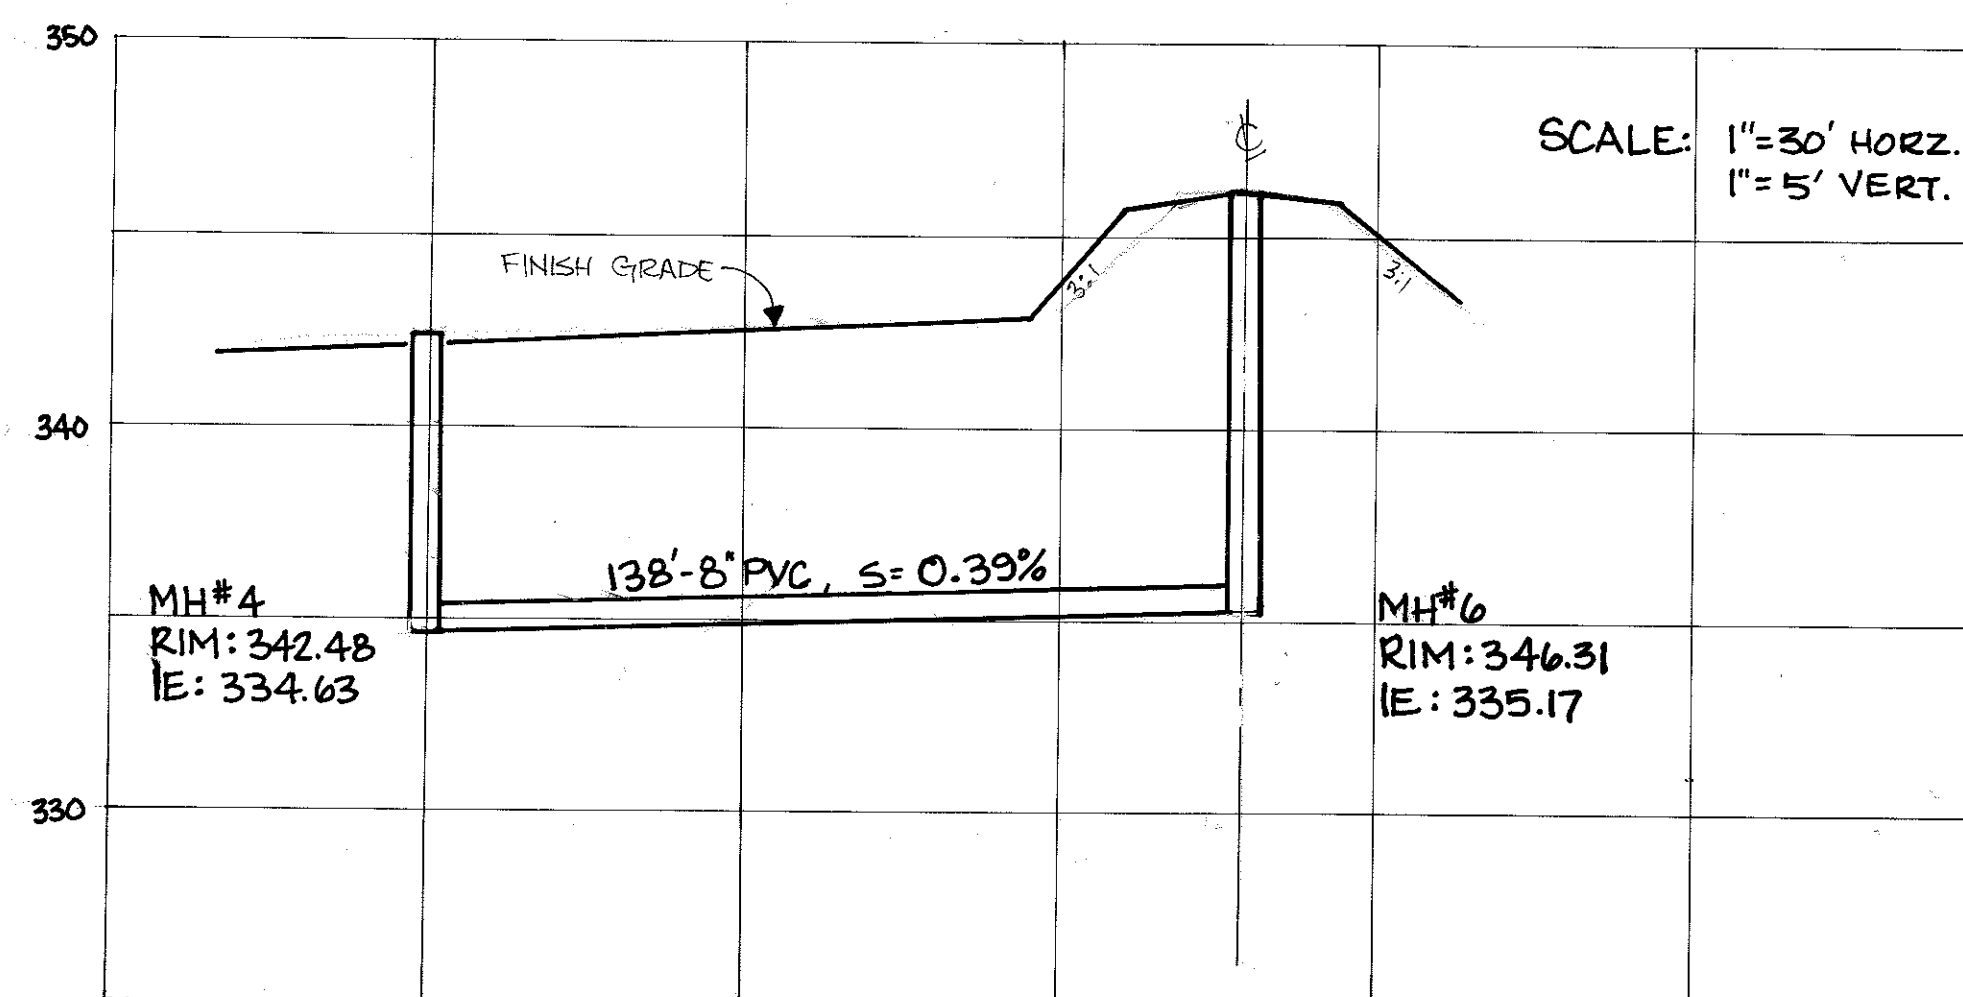 350
℄
SCALE: 1"=30' HORZ.
1"= 5' VERT.
FINISH GRADE
3:1
3:1
340
138'-8" PVC, S= 0.39%
MH#4
RIM: 342.48
IE: 334.63
MH#6
RIM: 346.31
IE: 335.17
330